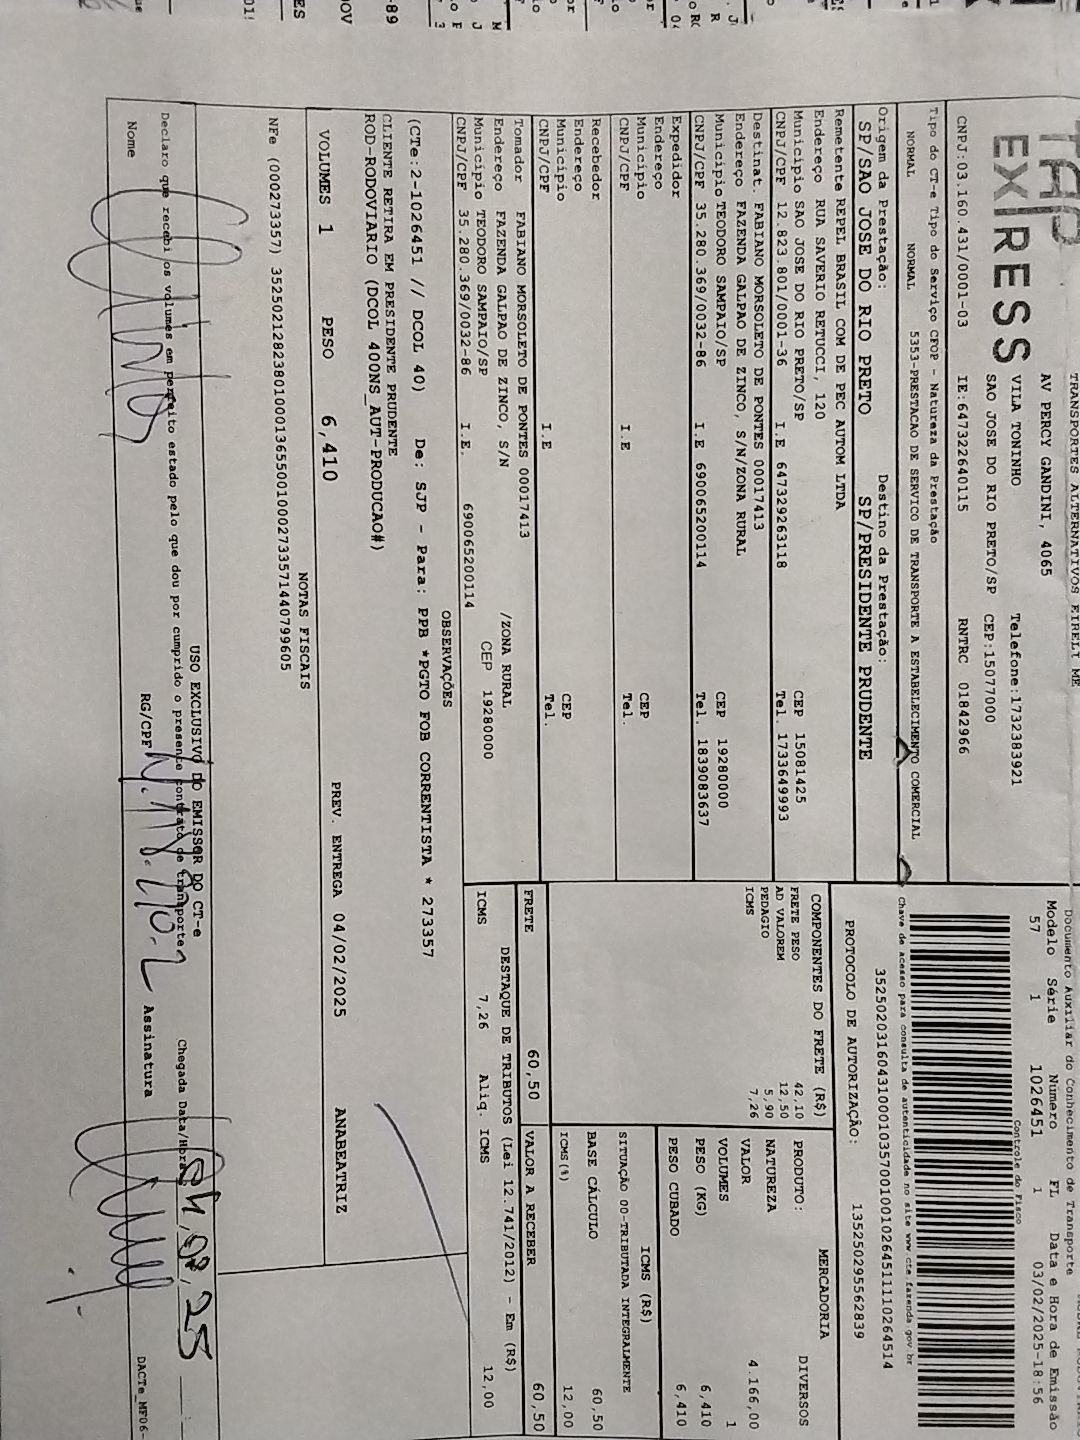 TAP
EX|RESS
TRANSPORTES ALTERNATIVOS EIRELI ME
AV PERCY GANDINI, 4065
VILA TONINHO Telefone:1732383921
SAO JOSE DO RIO PRETO/SP CEP:15077000
CNPJ:03.160.431/0001-03 IE:647322640115 RNTRC 01842966
Documento Auxiliar do Conhecimento de Transporte
Modelo Série Número FL Data e Hora de Emissão
57 1 1026451 1 03/02/2025-18:56
Controle do Fisco
Chave de acesso para consulta de autenticidade no site www.cte.fazenda.gov.br
35250203160431000103570010010264511110264514
PROTOCOLO DE AUTORIZAÇÃO: 135250295562839
Tipo do CT-e Tipo do Serviço CFOP - Natureza da Prestação
NORMAL NORMAL 5353-PRESTACAO DE SERVICO DE TRANSPORTE A ESTABELECIMENTO COMERCIAL
Origem da Prestação: Destino da Prestação:
SP/SAO JOSE DO RIO PRETO SP/PRESIDENTE PRUDENTE
Remetente REPEL BRASIL COM DE PEC AUTOM LTDA
Endereço RUA SAVERIO RETUCCI, 120
Município SAO JOSE DO RIO PRETO/SP CEP 15081425
CNPJ/CPF 12.823.801/0001-36 I.E 647329263118 Tel. 1733649993
Destinat. FABIANO MORSOLETO DE PONTES 00017413
Endereço FAZENDA GALPAO DE ZINCO, S/N/ZONA RURAL
Município TEODORO SAMPAIO/SP CEP 19280000
CNPJ/CPF 35.280.369/0032-86 I.E 690065200114 Tel. 1839083637
Expedidor
Endereço
Município CEP
CNPJ/CPF I.E Tel.
Recebedor
Endereço
Município CEP
CNPJ/CPF I.E Tel.
Tomador FABIANO MORSOLETO DE PONTES 00017413
Endereço FAZENDA GALPAO DE ZINCO, S/N /ZONA RURAL
Município TEODORO SAMPAIO/SP CEP 19280000
CNPJ/CPF 35.280.369/0032-86 I.E. 690065200114
COMPONENTES DO FRETE (R$)
FRETE PESO 42,10
AD VALOREM 12,50
PEDAGIO 5,90
ICMS 7,26
FRETE 60,50
MERCADORIA
PRODUTO: DIVERSOS
NATUREZA
VALOR 4.166,00
VOLUMES 1
PESO (KG) 6,410
PESO CUBADO 6,410
ICMS (R$)
SITUAÇÃO 00-TRIBUTADA INTEGRALMENTE
BASE CÁLCULO 60,50
ICMS(%) 12,00
VALOR A RECEBER 60,50
DESTAQUE DE TRIBUTOS (Lei 12.741/2012) - Em (R$)
ICMS 7,26 Aliq. ICMS 12,00
OBSERVAÇÕES
(CTe:2-1026451 // DCOL 40) De: SJP - Para: PPB *PGTO FOB CORRENTISTA * 273357
CLIENTE RETIRA EM PRESIDENTE PRUDENTE
ROD-RODOVIARIO (DCOL 400NS_AUT-PRODUCAO#)
VOLUMES 1 PESO 6,410 PREV. ENTREGA 04/02/2025 ANABEATRIZ
NOTAS FISCAIS
NFe (000273357) 35250212823801000136550010002733571440799605
USO EXCLUSIVO DO EMISSOR DO CT-e
Declaro que recebi os volumes em perfeito estado pelo que dou por cumprido o presente contrato de transporte Chegada Data/Hora
Nome RG/CPF Assinatura
DACTe_MF06-